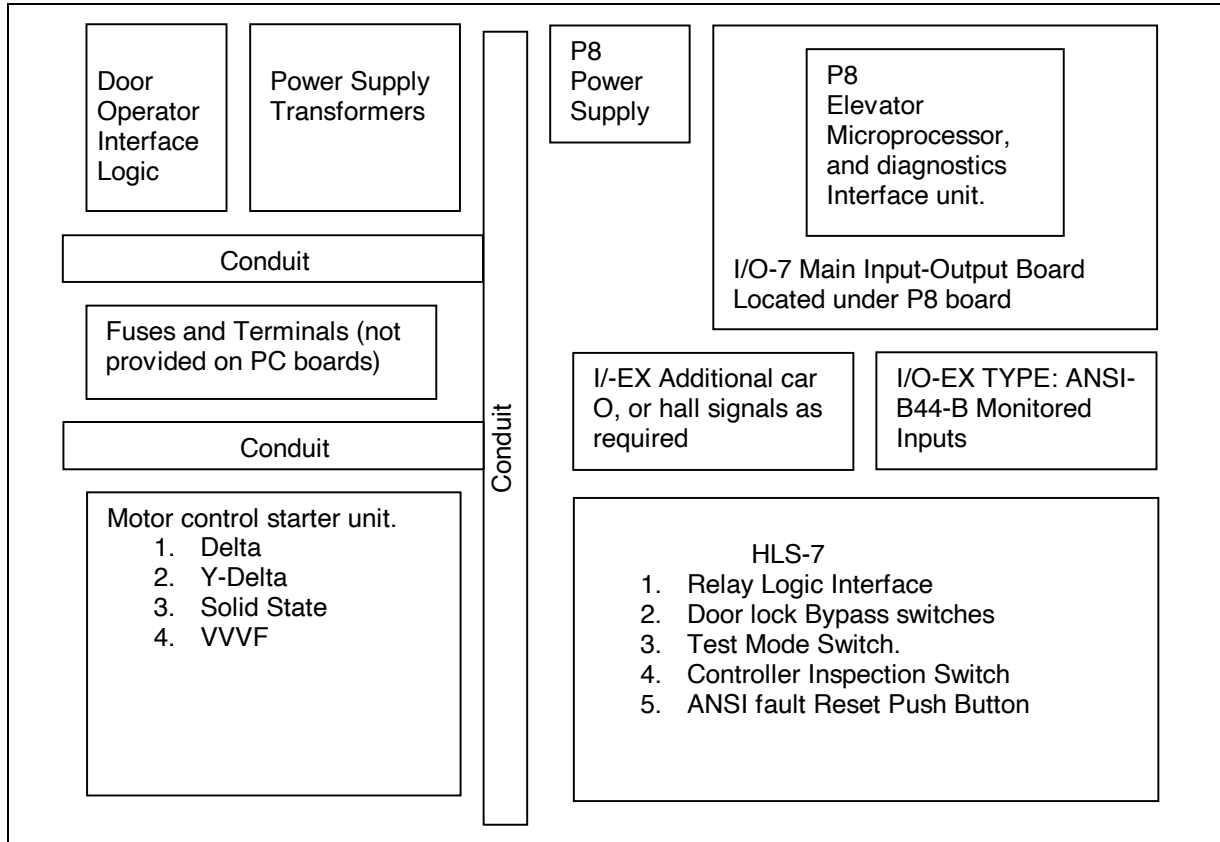 Door
Operator
Interface
Logic
Power Supply
Transformers
P8
Power
Supply
P8
Elevator
Microprocessor,
and diagnostics
Interface unit.
I/O-7 Main Input-Output Board
Located under P8 board
Conduit
Fuses and Terminals (not
provided on PC boards)
Conduit
Conduit
I/-EX Additional car
O, or hall signals as
required
I/O-EX TYPE: ANSI-
B44-B Monitored
Inputs
Motor control starter unit.
1. Delta
2. Y-Delta
3. Solid State
4. VVVF
HLS-7
1. Relay Logic Interface
2. Door lock Bypass switches
3. Test Mode Switch.
4. Controller Inspection Switch
5. ANSI fault Reset Push Button